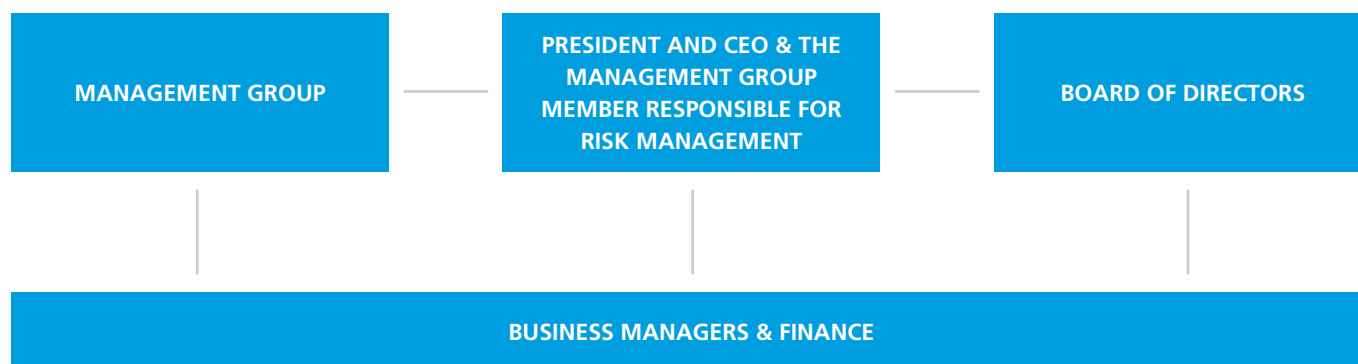 MANAGEMENT GROUP
PRESIDENT AND CEO & THE
MANAGEMENT GROUP
MEMBER RESPONSIBLE FOR
RISK MANAGEMENT
BOARD OF DIRECTORS
BUSINESS MANAGERS & FINANCE